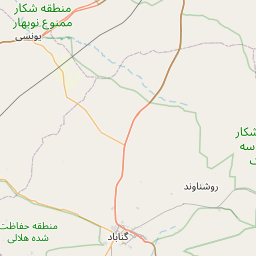 منطقه شکار
ممنوع نوبهار
یونسی
شکار
سه
روشناوند
منطقه حفاظت
شده هلالی
گناباد